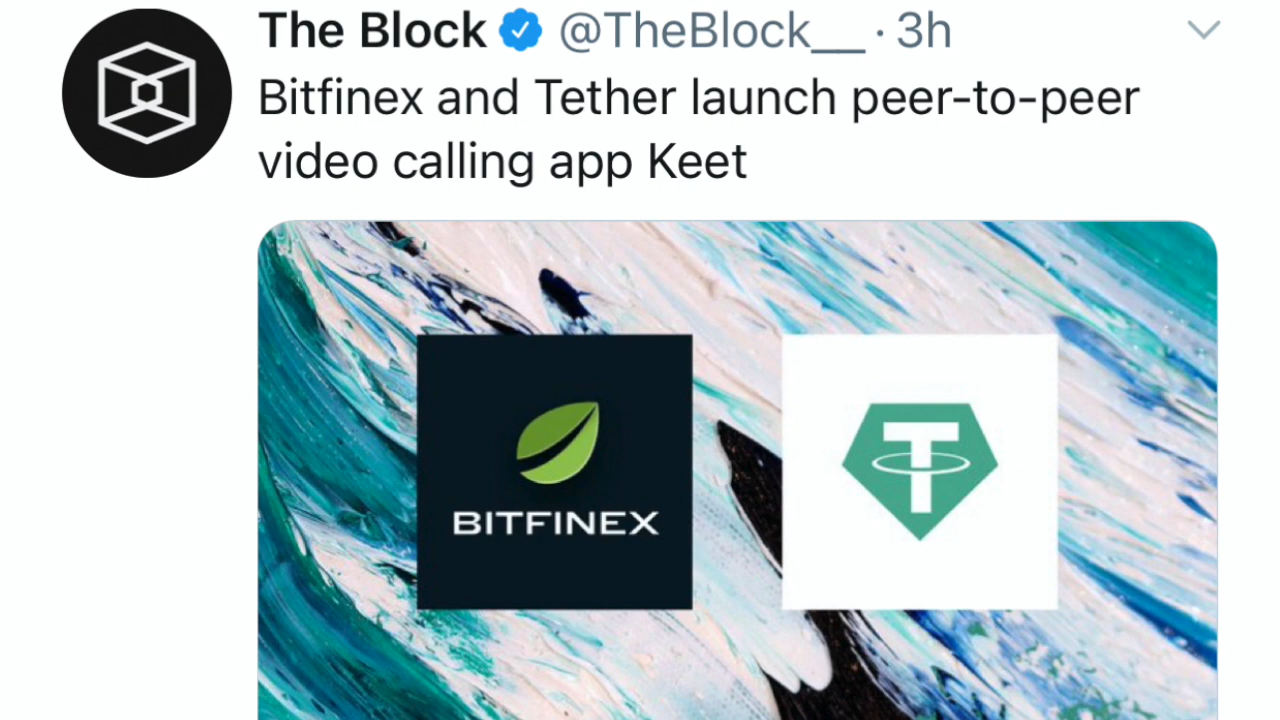 The Block @TheBlock__ · 3h
Bitfinex and Tether launch peer-to-peer
video calling app Keet
BITFINEX
T